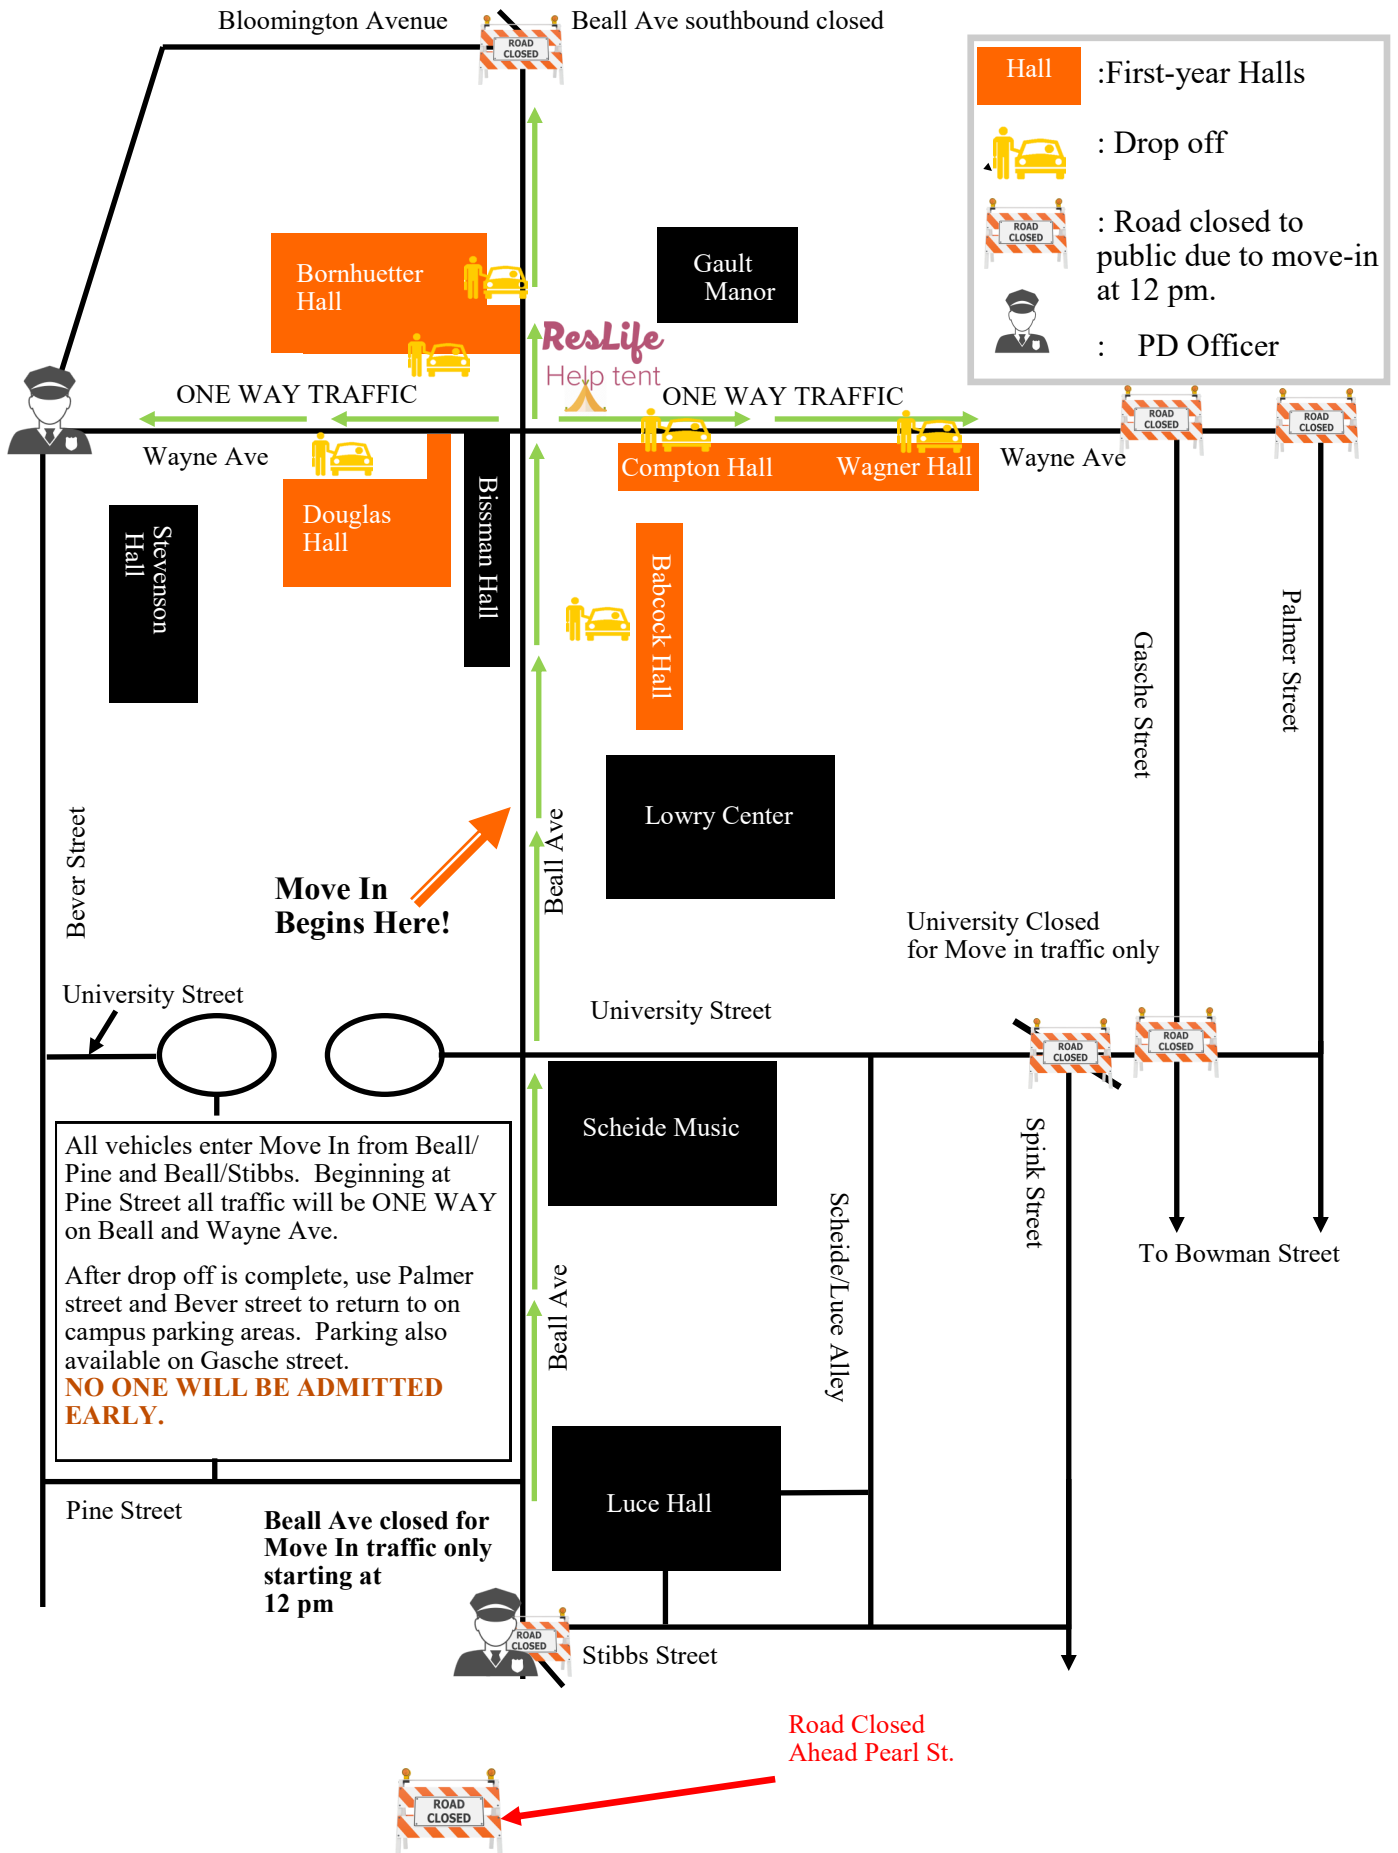 Bloomington Avenue
Beall Ave southbound closed
ROAD
CLOSED
Hall
:First-year Halls
: Drop off
ROAD
CLOSED
: Road closed to
public due to move-in
at 12 pm.
: PD Officer
Bornhuetter
Hall
Gault
Manor
ResLife
Help tent
ONE WAY TRAFFIC
ONE WAY TRAFFIC
ROAD
CLOSED
ROAD
CLOSED
Wayne Ave
Compton Hall
Wagner Hall
Wayne Ave
Stevenson
Hall
Douglas
Hall
Bissman Hall
Babcock Hall
Gasche Street
Palmer Street
Lowry Center
Bever Street
Beall Ave
Move In
Begins Here!
University Closed
for Move in traffic only
University Street
University Street
ROAD
CLOSED
ROAD
CLOSED
Scheide Music
All vehicles enter Move In from Beall/
Pine and Beall/Stibbs. Beginning at
Pine Street all traffic will be ONE WAY
on Beall and Wayne Ave.
After drop off is complete, use Palmer
street and Bever street to return to on
campus parking areas. Parking also
available on Gasche street.
NO ONE WILL BE ADMITTED
EARLY.
Spink Street
Scheide/Luce Alley
Beall Ave
To Bowman Street
Luce Hall
Pine Street
Beall Ave closed for
Move In traffic only
starting at
12 pm
ROAD
CLOSED
Stibbs Street
Road Closed
Ahead Pearl St.
ROAD
CLOSED